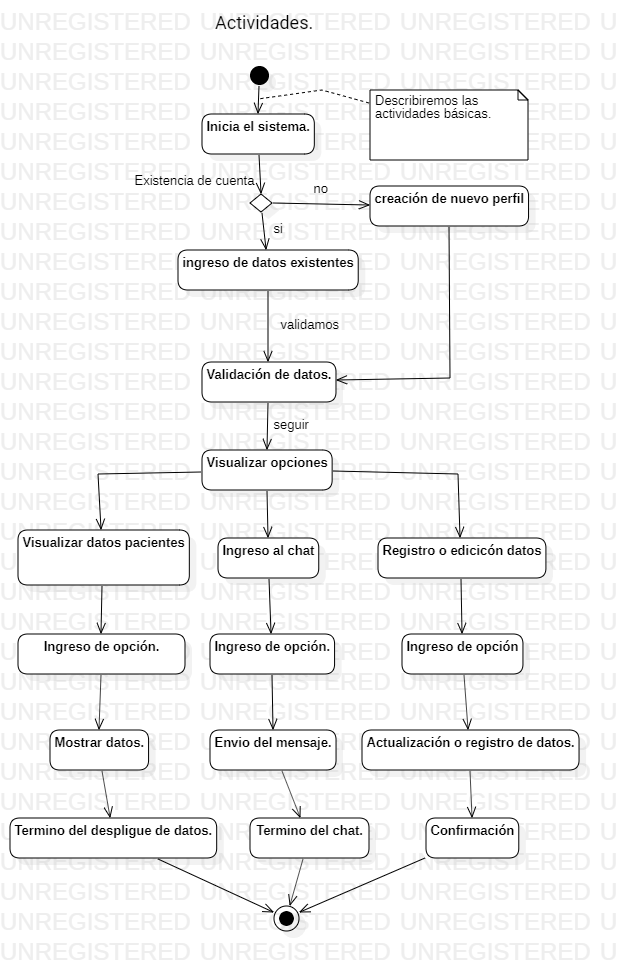 Actividades.
Describiremos las
actividades básicas.
Inicia el sistema.
Existencia de cuenta
no
creación de nuevo perfil
si
ingreso de datos existentes
validamos
Validación de datos.
seguir
Visualizar opciones
Visualizar datos pacientes
Ingreso al chat
Registro o edicicón datos
Ingreso de opción.
Ingreso de opción.
Ingreso de opción
Mostrar datos.
Envio del mensaje.
Actualización o registro de datos.
Termino del despligue de datos.
Termino del chat.
Confirmación
UNREGISTERED